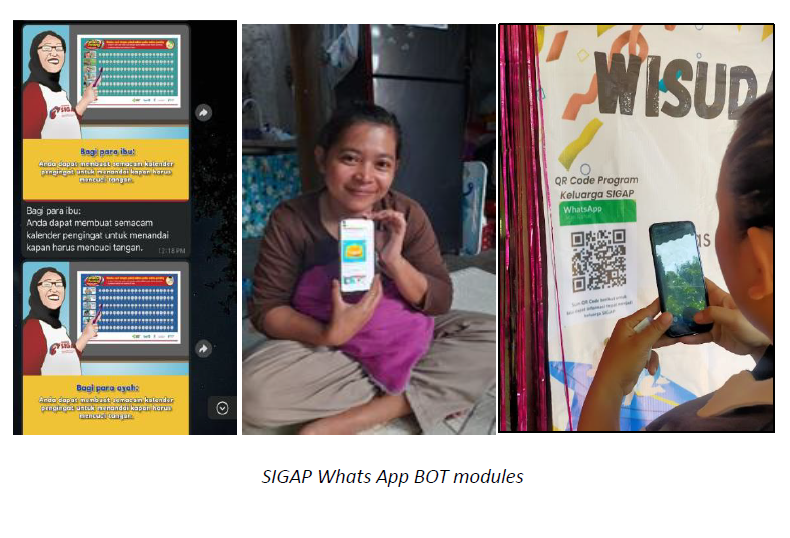 SIGAP
Bagi para ibu:
Anda dapat membuat semacam kalender
pengingat untuk menandai kapan harus
mencuci tangan.
Bagi para ibu:
Anda dapat membuat semacam
kalender pengingat untuk menandai
kapan harus mencuci tangan.
12:18 PM
SIGAP
Bagi para ayah:
Anda dapat membuat semacam kalender
pengingat untuk menandai kapan harus
mencuci tangan.
WISUDA
QR Code Program
Keluarga SIGAP
WhatsApp
SIGAP Whats App BOT modules